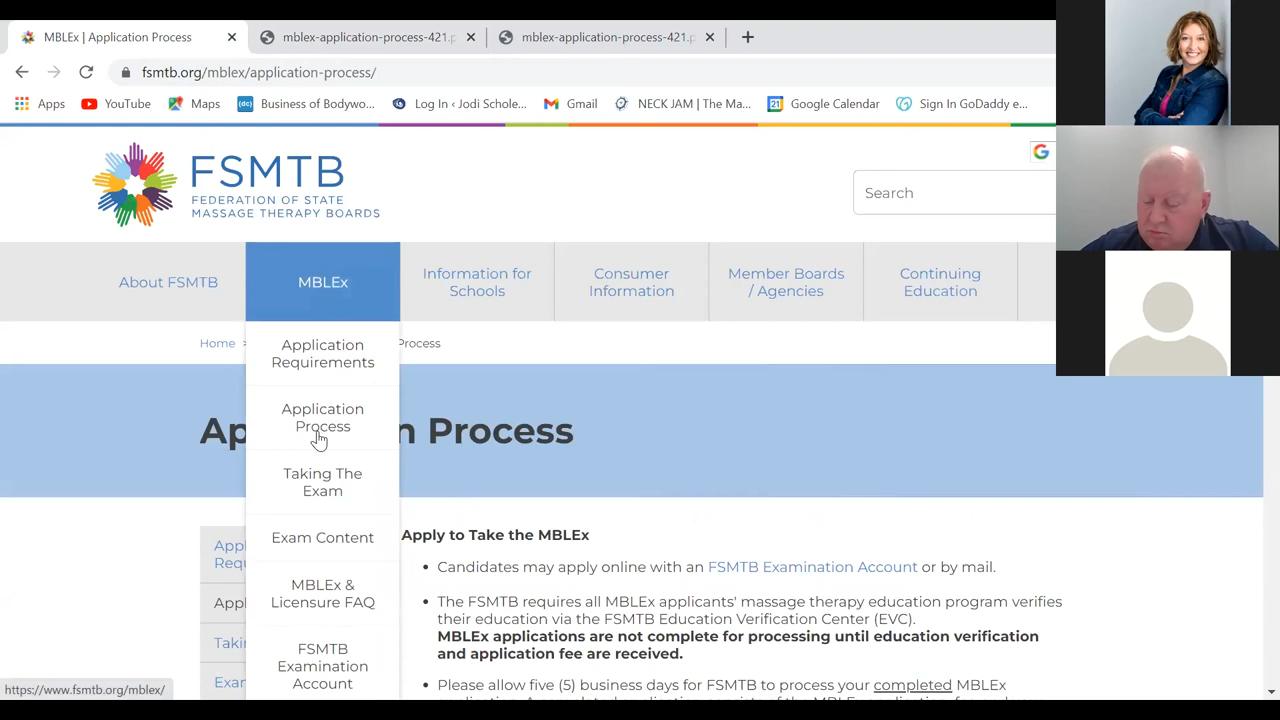 MBLEx | Application Process
mblex-application-process-421.p
mblex-application-process-421.p
fsmtb.org/mblex/application-process/
Apps
YouTube
Maps
Business of Bodywo...
Log In ‹ Jodi Schole...
Gmail
NECK JAM | The Ma...
Google Calendar
Sign In GoDaddy e...
FSMTB
FEDERATION OF STATE
MASSAGE THERAPY BOARDS
Search
About FSMTB
MBLEx
Information for
Schools
Consumer
Information
Member Boards
/ Agencies
Continuing
Education
Home >
Process
Application
Requirements
Application
Process
Taking The
Exam
Exam Content
MBLEx &
Licensure FAQ
FSMTB
Examination
Account
Ap
n Process
Appl
Requ
Appl
Taki
Exar
Apply to Take the MBLEx
• Candidates may apply online with an FSMTB Examination Account or by mail.
• The FSMTB requires all MBLEx applicants' massage therapy education program verifies
their education via the FSMTB Education Verification Center (EVC).
MBLEx applications are not complete for processing until education verification
and application fee are received.
• Please allow five (5) business days for FSMTB to process your completed MBLEx
https://www.fsmtb.org/mblex/